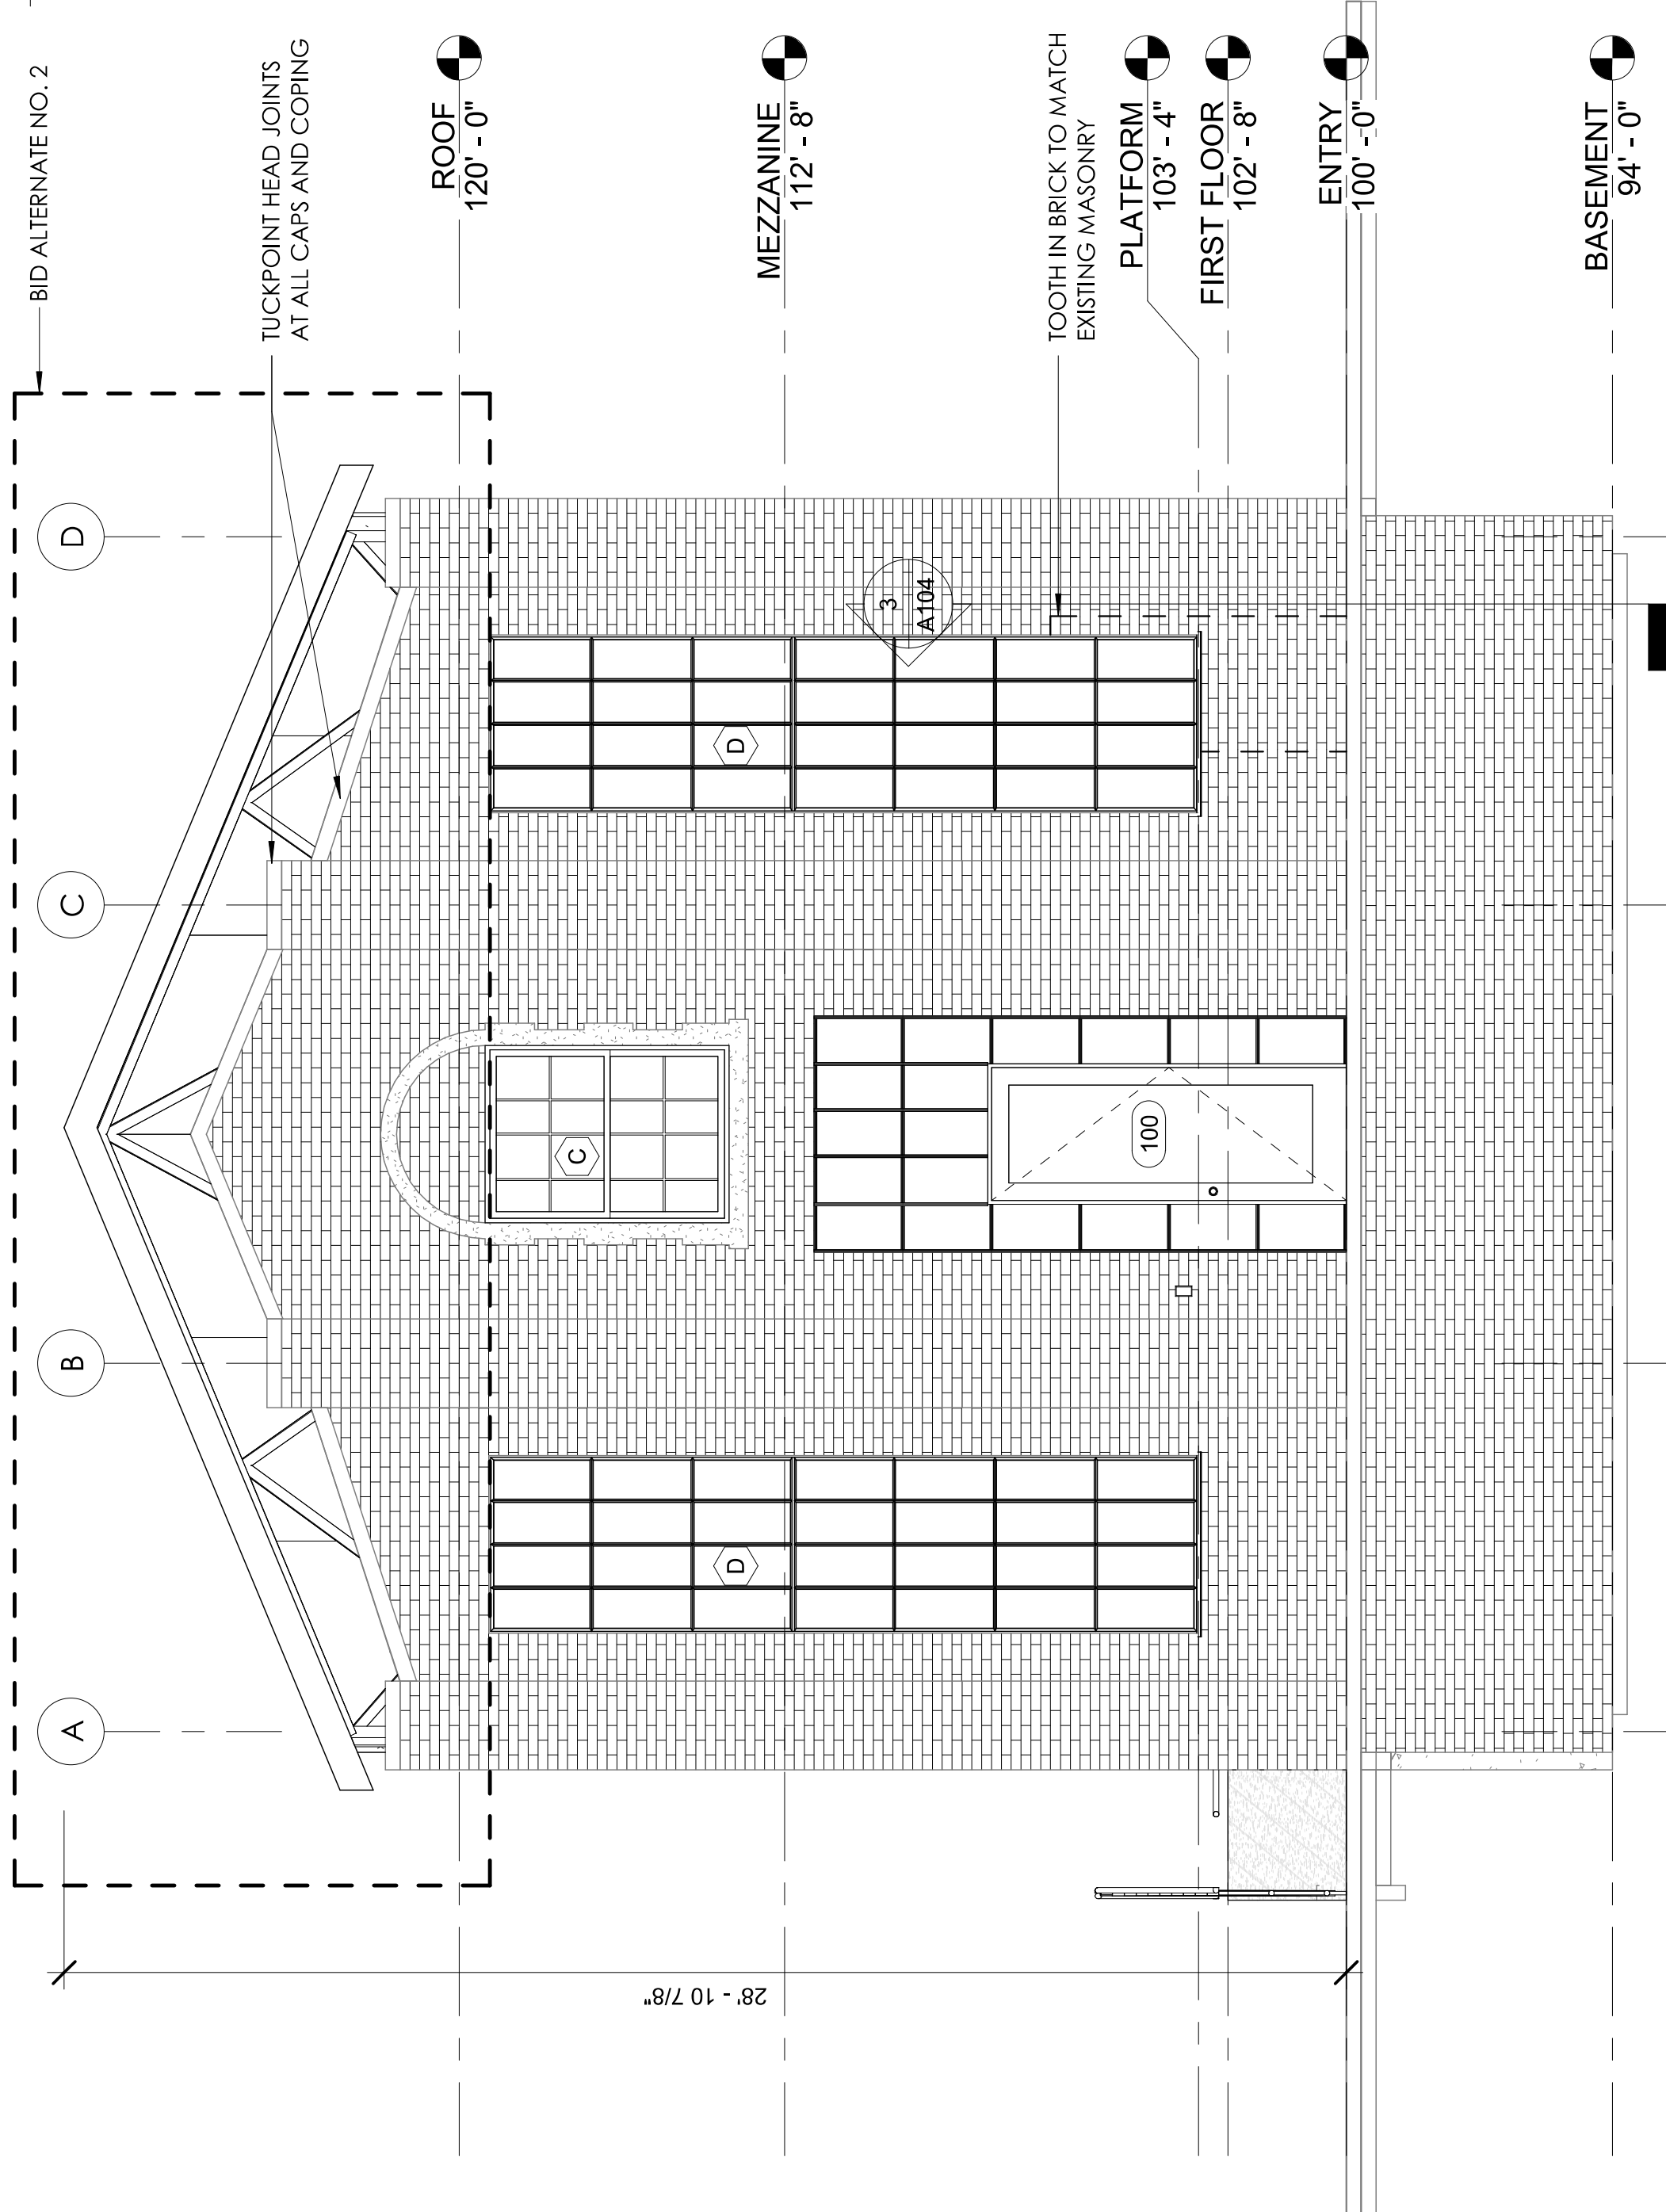 BID ALTERNATE NO. 2
TUCKPOINT HEAD JOINTS
AT ALL CAPS AND COPING
A
B
C
D
ROOF
120' - 0"
MEZZANINE
112' - 8"
TOOTH IN BRICK TO MATCH
EXISTING MASONRY
PLATFORM
103' - 4"
FIRST FLOOR
102' - 8"
ENTRY
100' - 0"
BASEMENT
94' - 0"
28' - 10 7/8"
D
C
D
3
A104
100